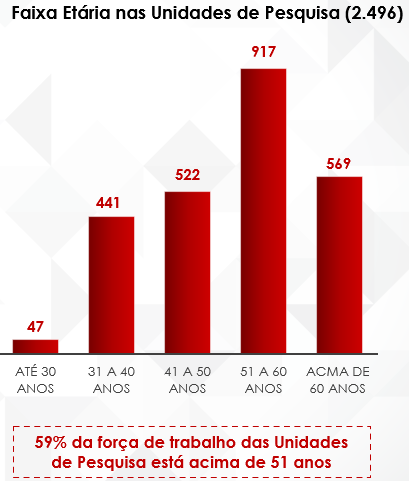 Faixa Etária nas Unidades de Pesquisa (2.496)
917
569
522
441
47
ATÉ 30
ANOS
31 A 40
ANOS
41 A 50
ANOS
51 A 60
ANOS
ACMA DE
60 ANOS
59% da força de trabalho das Unidades
de Pesquisa está acima de 51 anos